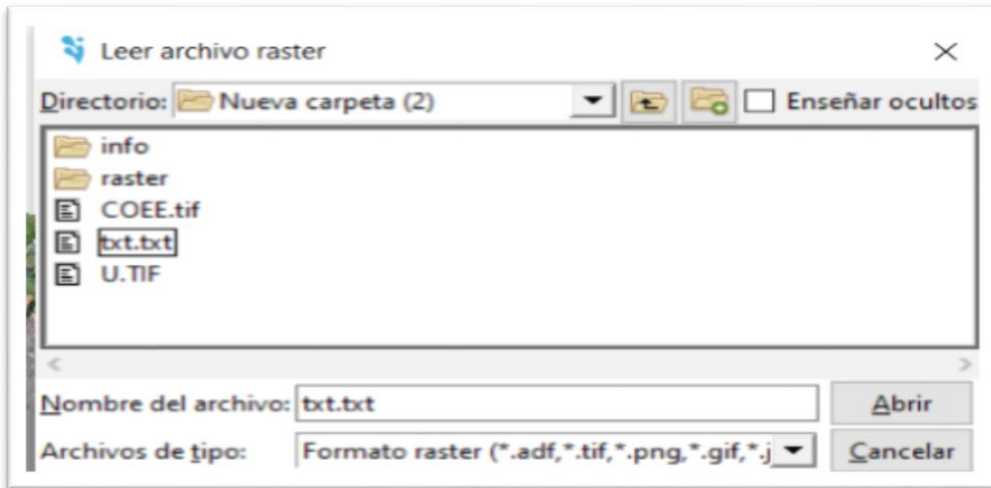 Leer archivo raster
Directorio: Nueva carpeta (2) Enseñar ocultos
info
raster
COEE.tif
txt.txt
U.TIF
Nombre del archivo: txt.txt Abrir
Archivos de tipo: Formato raster (*.adf,*.tif,*.png,*.gif,*.j Cancelar